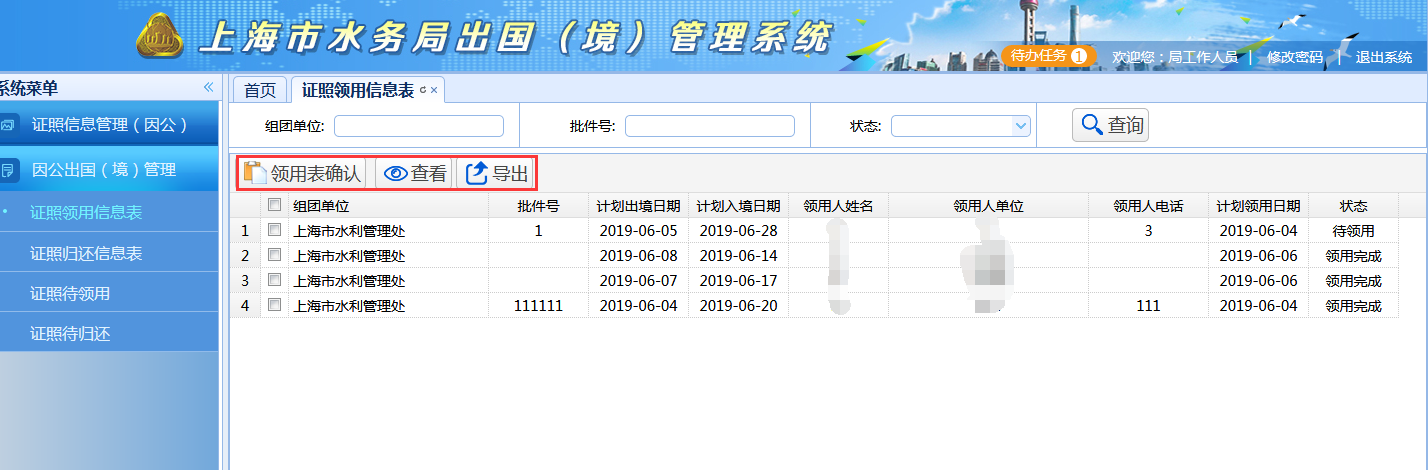 上海市水务局出国（境）管理系统
待办任务 1 欢迎您：局工作人员 | 修改密码 | 退出系统
系统菜单 «
证照信息管理（因公）
因公出国（境）管理
证照领用信息表
证照归还信息表
证照待领用
证照待归还
首页 证照领用信息表
组团单位: 批件号: 状态: 查询
领用表确认 查看 导出
组团单位 批件号 计划出境日期 计划入境日期 领用人姓名 领用人单位 领用人电话 计划领用日期 状态
1 上海市水利管理处 1 2019-06-05 2019-06-28 3 2019-06-04 待领用
2 上海市水利管理处 2019-06-08 2019-06-14 2019-06-06 领用完成
3 上海市水利管理处 2019-06-07 2019-06-17 2019-06-06 领用完成
4 上海市水利管理处 111111 2019-06-04 2019-06-20 111 2019-06-04 领用完成